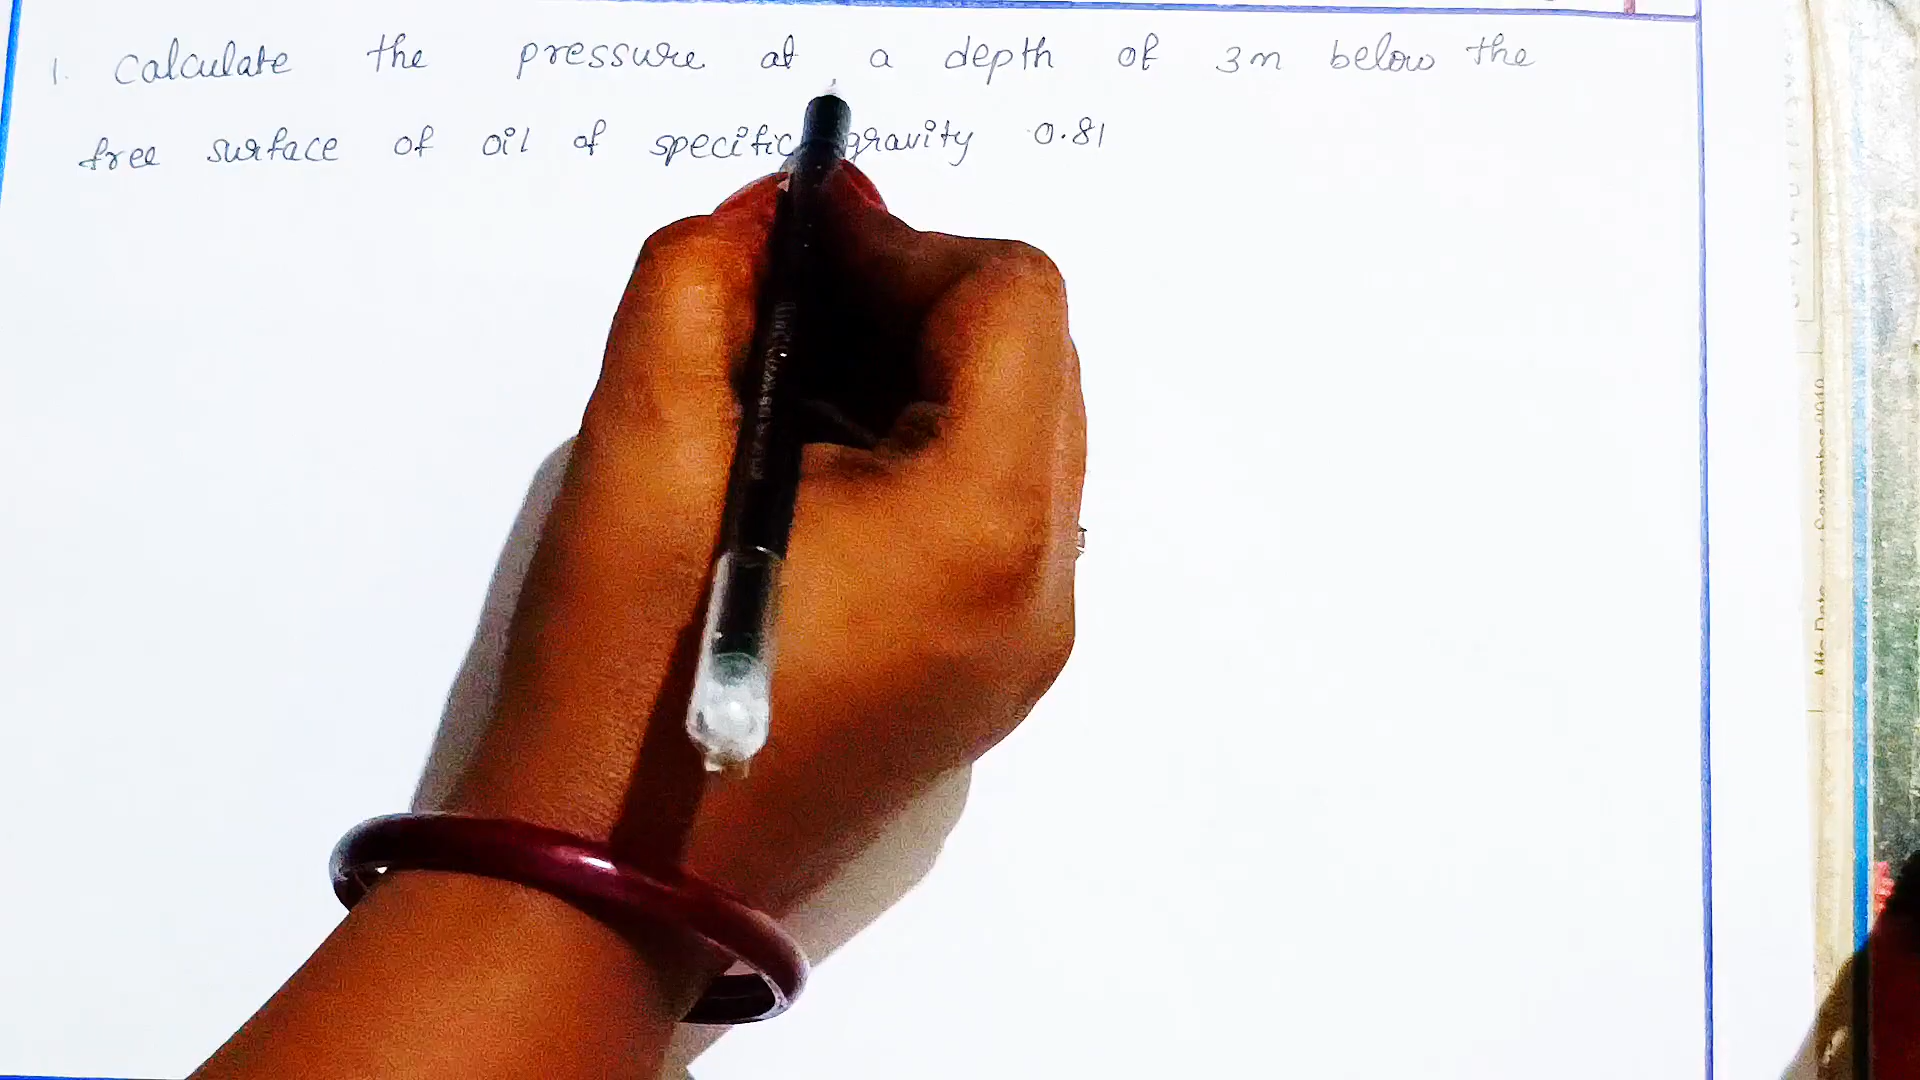 1. Calculate the pressure at a depth of 3m below the
free surface of oil of specific gravity 0.81